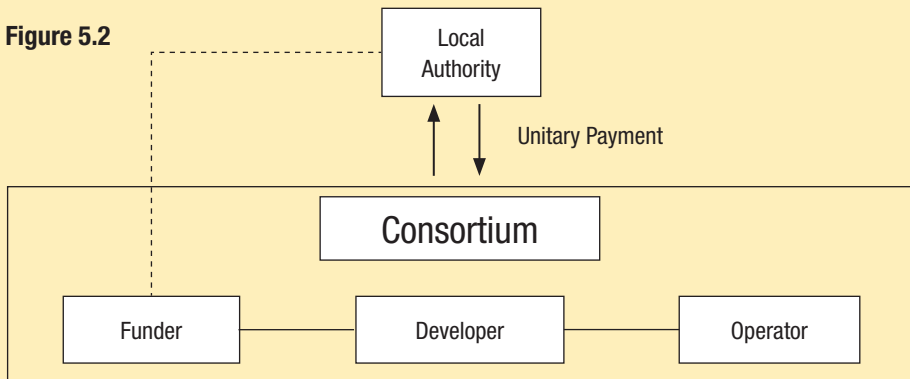 Figure 5.2
Local
Authority
Unitary Payment
Consortium
Funder
Developer
Operator